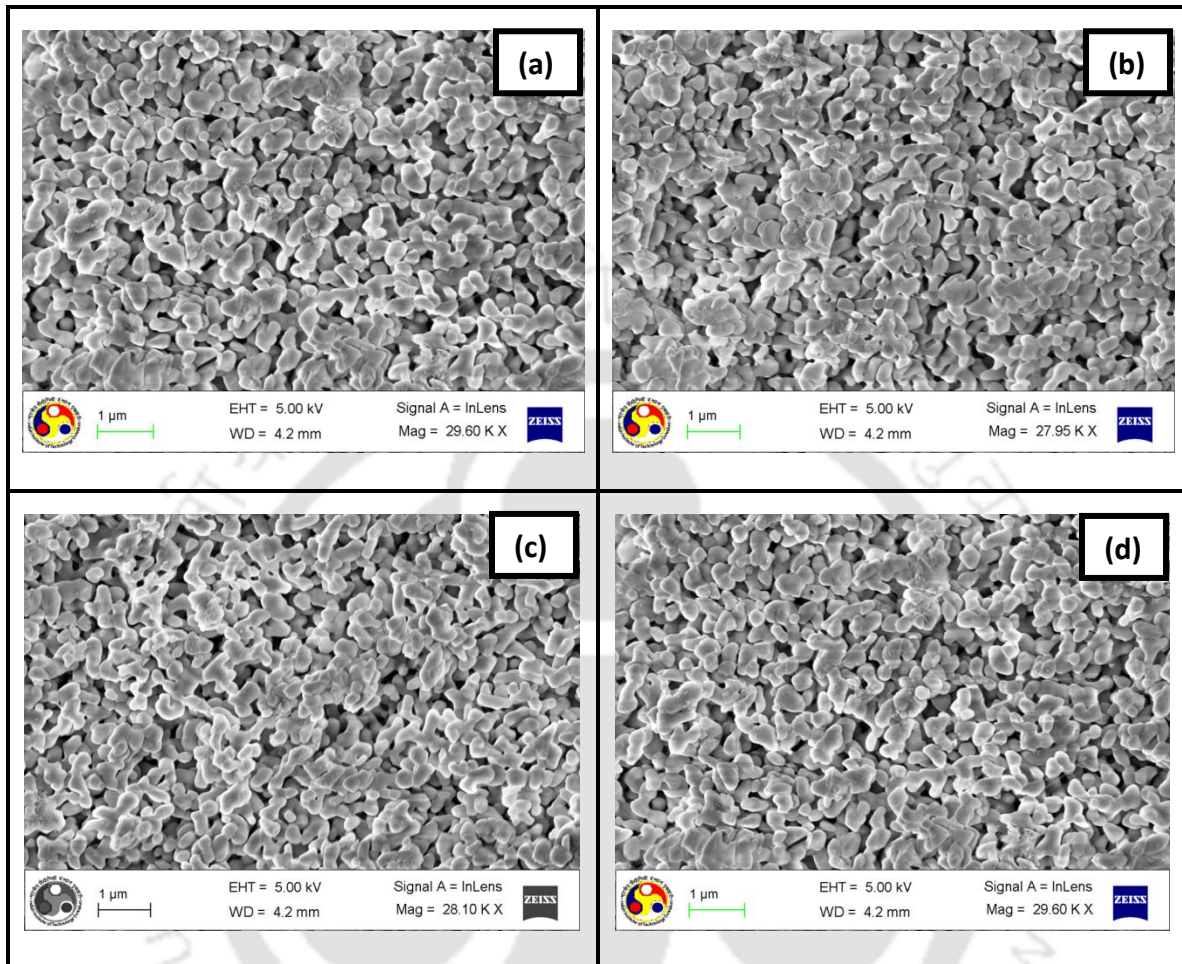 (a)
1 µm
EHT = 5.00 kV
WD = 4.2 mm
Signal A = InLens
Mag = 29.60 K X
ZEISS
(b)
1 µm
EHT = 5.00 kV
WD = 4.2 mm
Signal A = InLens
Mag = 27.95 K X
ZEISS
(c)
1 µm
EHT = 5.00 kV
WD = 4.2 mm
Signal A = InLens
Mag = 28.10 K X
ZEISS
(d)
1 µm
EHT = 5.00 kV
WD = 4.2 mm
Signal A = InLens
Mag = 29.60 K X
ZEISS